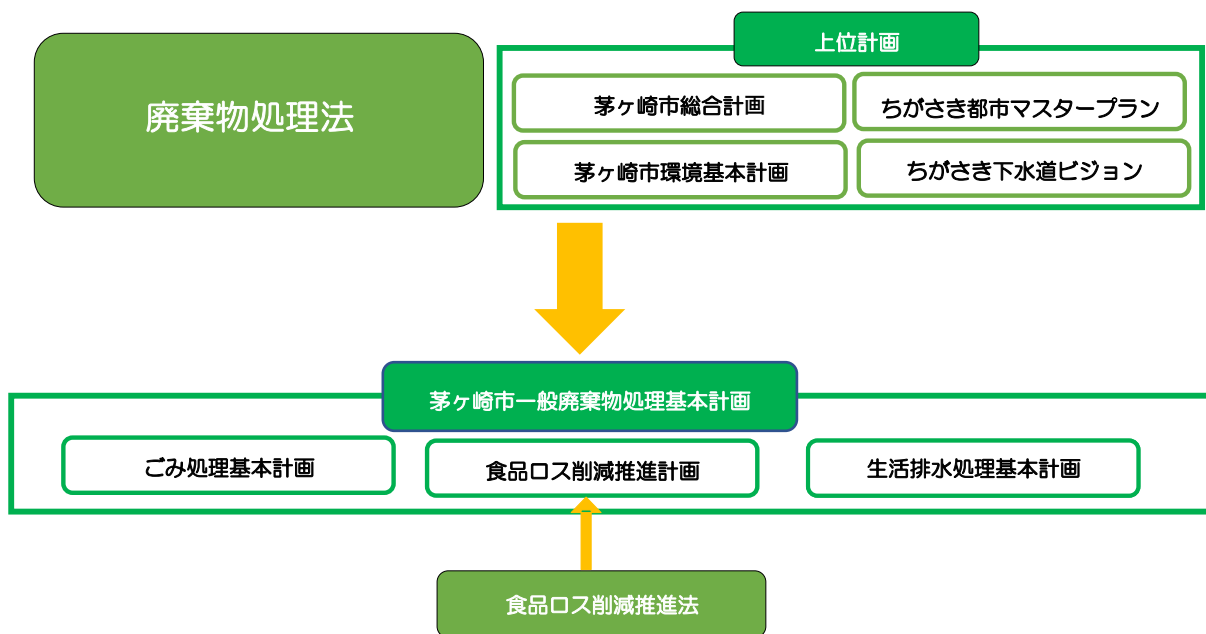 廃棄物処理法
上位計画
茅ヶ崎市総合計画
ちがさき都市マスタープラン
茅ヶ崎市環境基本計画
ちがさき下水道ビジョン
茅ヶ崎市一般廃棄物処理基本計画
ごみ処理基本計画
食品ロス削減推進計画
生活排水処理基本計画
食品ロス削減推進法